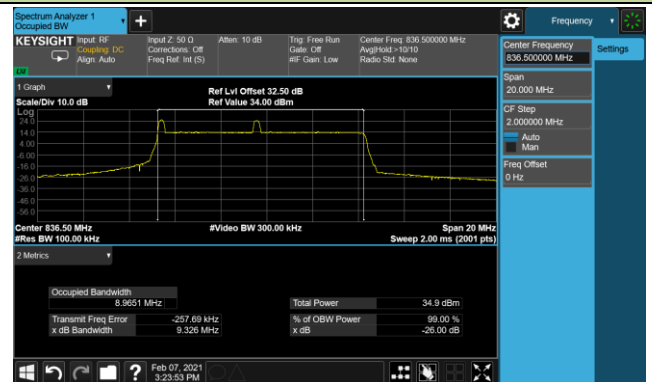 Spectrum Analyzer 1
Occupied BW
Frequency
KEYSIGHT
Input: RF
Coupling: DC
Align: Auto
Input Z: 50 Ω
Corrections: Off
Freq Ref: Int (S)
Atten: 10 dB
Trig: Free Run
Gate: Off
#IF Gain: Low
Center Freq: 836.500000 MHz
Avg|Hold:>10/10
Radio Std: None
Center Frequency
836.500000 MHz
Settings
Span
20.000 MHz
CF Step
2.000000 MHz
Auto
Man
Freq Offset
0 Hz
1 Graph
Scale/Div 10.0 dB
Ref Lvl Offset 32.50 dB
Ref Value 34.00 dBm
Log
24.0
14.0
4.00
-6.00
-16.0
-26.0
-36.0
-46.0
-56.0
Center 836.50 MHz
#Video BW 300.00 kHz
Span 20 MHz
#Res BW 100.00 kHz
Sweep 2.00 ms (2001 pts)
2 Metrics
Occupied Bandwidth
8.9651 MHz
Total Power
34.9 dBm
Transmit Freq Error
-257.69 kHz
% of OBW Power
99.00 %
x dB Bandwidth
9.326 MHz
x dB
-26.00 dB
?
Feb 07, 2021
3:23:53 PM